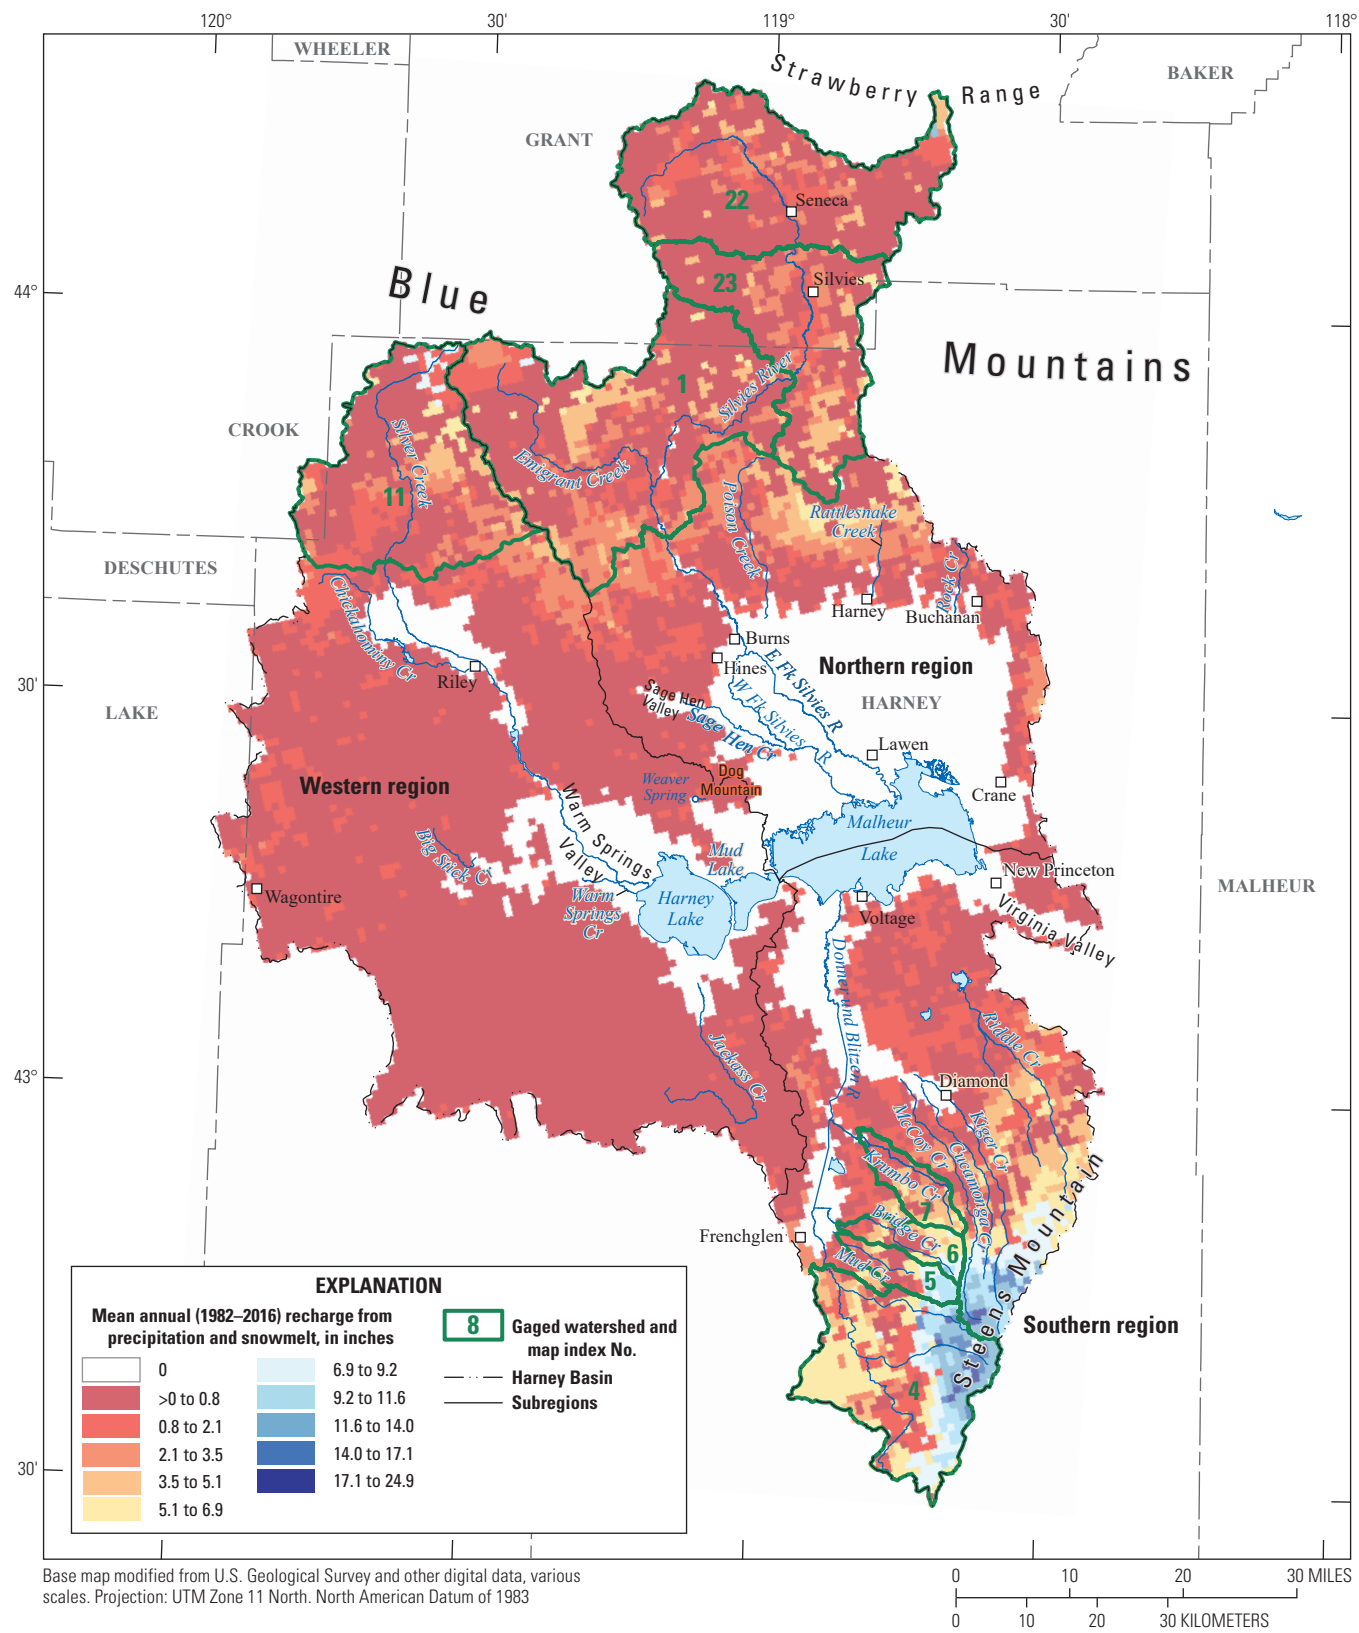 120°
30'
119°
30'
118°
WHEELER
Strawberry Range
BAKER
GRANT
22
Seneca
23
Silvies
44°
Blue
Mountains
1
Silvies River
CROOK
Silver Creek
Emigrant Creek
11
Poison Creek
Rattlesnake
Creek
DESCHUTES
Chickahominy Cr
Rock Cr
Harney
Buchanan
Burns
Hines
Northern region
E Fk Silvies R
W Fk Silvies R
Riley
30'
Sage Hen
Valley
Sage Hen Cr
HARNEY
LAKE
Lawen
Western region
Weaver
Spring
Dog
Mountain
Crane
Warm Springs
Valley
Malheur
Lake
Big Stick Cr
Mud
Lake
New Princeton
MALHEUR
Wagontire
Warm
Springs
Cr
Harney
Lake
Voltage
Virginia Valley
Donner und Blitzen R
Riddle Cr
Jackass Cr
43°
Diamond
McCoy Cr
Kiger Cr
Cucamonga Cr
Krumbo Cr
7
Bridge Cr
6
Frenchglen
Mud Cr
5
Steens Mountain
Southern region
4
30'
EXPLANATION
Mean annual (1982–2016) recharge from
precipitation and snowmelt, in inches
0
>0 to 0.8
0.8 to 2.1
2.1 to 3.5
3.5 to 5.1
5.1 to 6.9
6.9 to 9.2
9.2 to 11.6
11.6 to 14.0
14.0 to 17.1
17.1 to 24.9
8
Gaged watershed and
map index No.
Harney Basin
Subregions
Base map modified from U.S. Geological Survey and other digital data, various
scales. Projection: UTM Zone 11 North. North American Datum of 1983
0 10 20 30 MILES
0 10 20 30 KILOMETERS